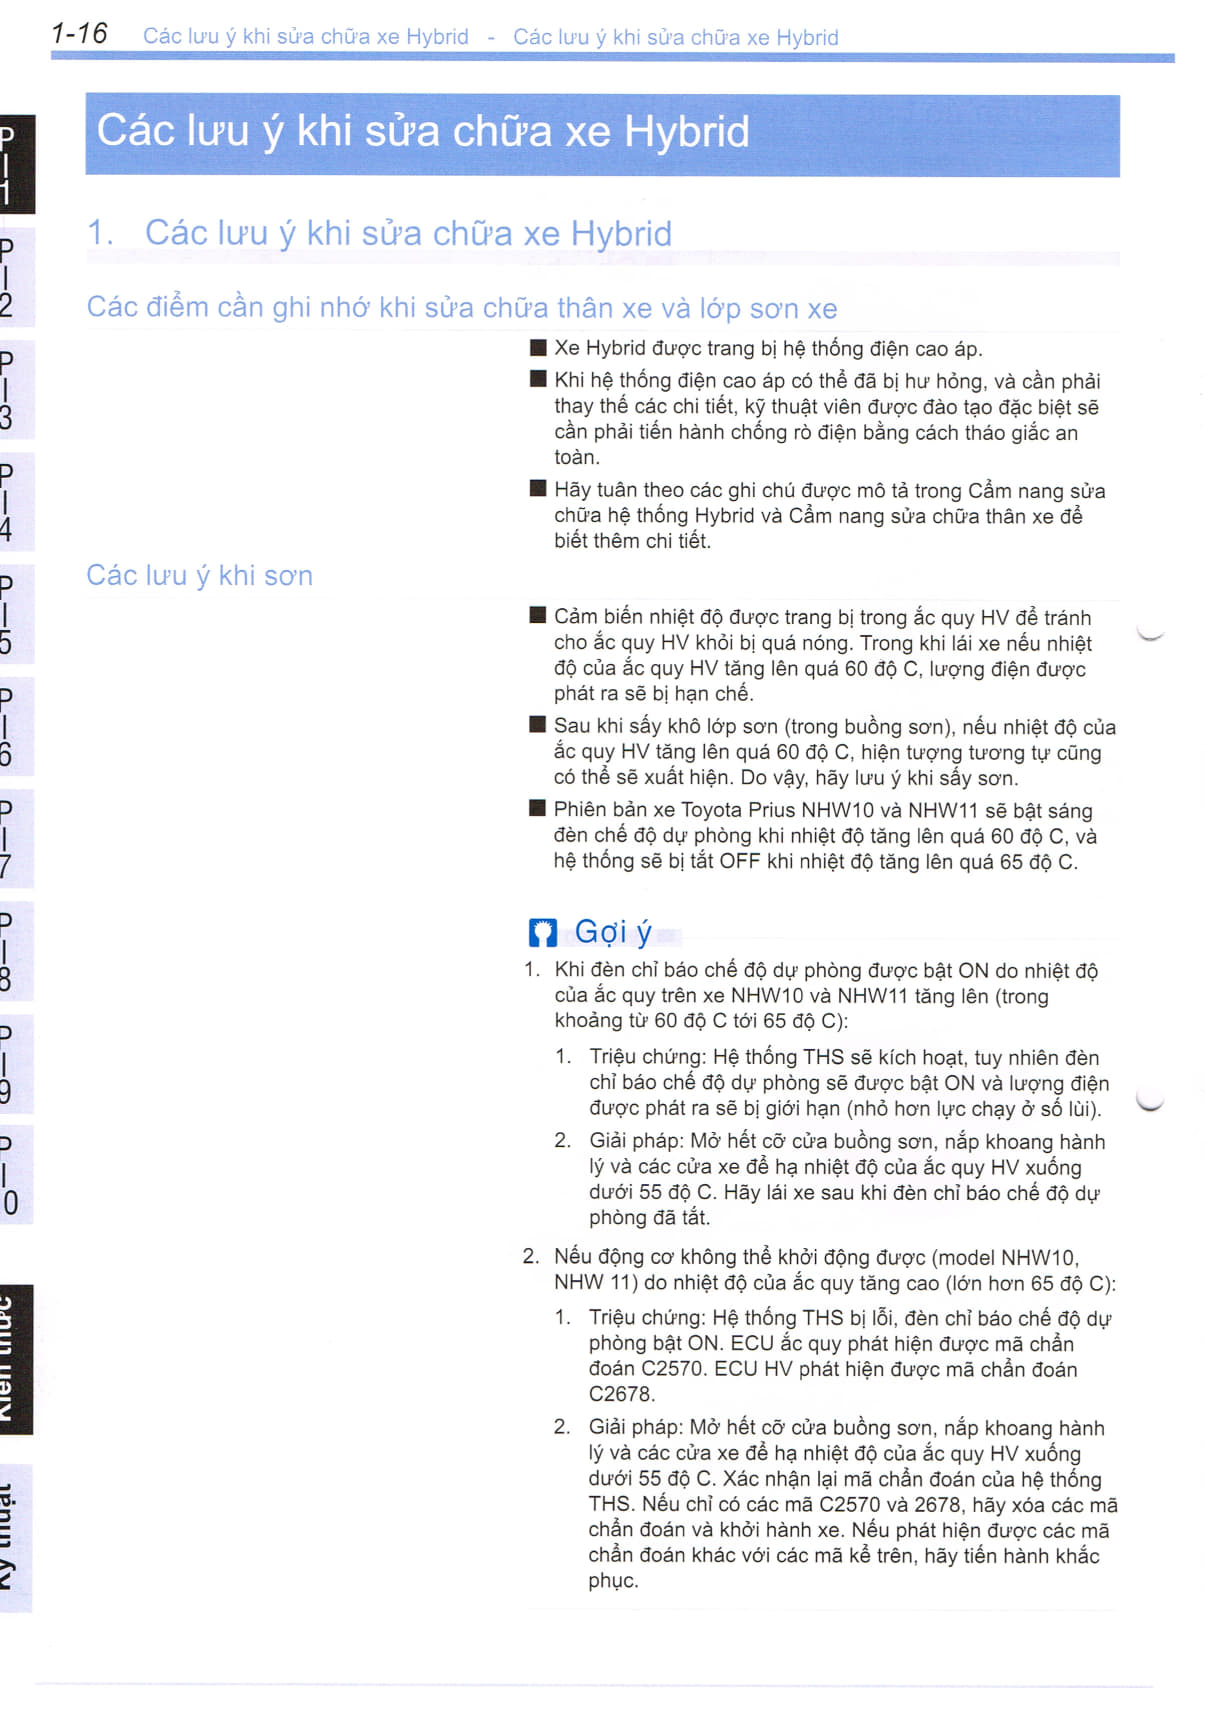 1-16 Các lưu ý khi sửa chữa xe Hybrid - Các lưu ý khi sửa chữa xe Hybrid
Các lưu ý khi sửa chữa xe Hybrid
1. Các lưu ý khi sửa chữa xe Hybrid
Các điểm cần ghi nhớ khi sửa chữa thân xe và lớp sơn xe
■ Xe Hybrid được trang bị hệ thống điện cao áp.
■ Khi hệ thống điện cao áp có thể đã bị hư hỏng, và cần phải
thay thế các chi tiết, kỹ thuật viên được đào tạo đặc biệt sẽ
cần phải tiến hành chống rò điện bằng cách tháo giắc an
toàn.
■ Hãy tuân theo các ghi chú được mô tả trong Cẩm nang sửa
chữa hệ thống Hybrid và Cẩm nang sửa chữa thân xe để
biết thêm chi tiết.
Các lưu ý khi sơn
■ Cảm biến nhiệt độ được trang bị trong ắc quy HV để tránh
cho ắc quy HV khỏi bị quá nóng. Trong khi lái xe nếu nhiệt
độ của ắc quy HV tăng lên quá 60 độ C, lượng điện được
phát ra sẽ bị hạn chế.
■ Sau khi sấy khô lớp sơn (trong buồng sơn), nếu nhiệt độ của
ắc quy HV tăng lên quá 60 độ C, hiện tượng tương tự cũng
có thể sẽ xuất hiện. Do vậy, hãy lưu ý khi sấy sơn.
■ Phiên bản xe Toyota Prius NHW10 và NHW11 sẽ bật sáng
đèn chế độ dự phòng khi nhiệt độ tăng lên quá 60 độ C, và
hệ thống sẽ bị tắt OFF khi nhiệt độ tăng lên quá 65 độ C.
Gợi ý
1. Khi đèn chỉ báo chế độ dự phòng được bật ON do nhiệt độ
của ắc quy trên xe NHW10 và NHW11 tăng lên (trong
khoảng từ 60 độ C tới 65 độ C):
1. Triệu chứng: Hệ thống THS sẽ kích hoạt, tuy nhiên đèn
chỉ báo chế độ dự phòng sẽ được bật ON và lượng điện
được phát ra sẽ bị giới hạn (nhỏ hơn lực chạy ở số lùi).
2. Giải pháp: Mở hết cỡ cửa buồng sơn, nắp khoang hành
lý và các cửa xe để hạ nhiệt độ của ắc quy HV xuống
dưới 55 độ C. Hãy lái xe sau khi đèn chỉ báo chế độ dự
phòng đã tắt.
2. Nếu động cơ không thể khởi động được (model NHW10,
NHW 11) do nhiệt độ của ắc quy tăng cao (lớn hơn 65 độ C):
1. Triệu chứng: Hệ thống THS bị lỗi, đèn chỉ báo chế độ dự
phòng bật ON. ECU ắc quy phát hiện được mã chẩn
đoán C2570. ECU HV phát hiện được mã chẩn đoán
C2678.
2. Giải pháp: Mở hết cỡ cửa buồng sơn, nắp khoang hành
lý và các cửa xe để hạ nhiệt độ của ắc quy HV xuống
dưới 55 độ C. Xác nhận lại mã chẩn đoán của hệ thống
THS. Nếu chỉ có các mã C2570 và 2678, hãy xóa các mã
chẩn đoán và khởi hành xe. Nếu phát hiện được các mã
chẩn đoán khác với các mã kể trên, hãy tiến hành khắc
phục.
P
I
1
P
I
2
P
I
3
P
I
4
P
I
5
P
I
6
P
I
7
P
I
8
P
I
9
P
I
0
Kiến thức
Kỹ thuật